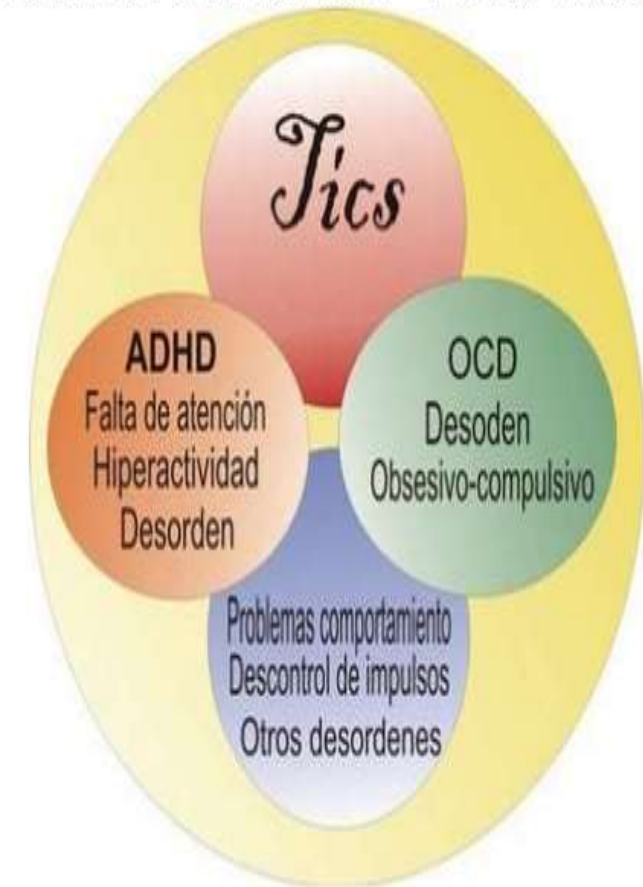 Tics
ADHD
Falta de atención
Hiperactividad
Desorden
OCD
Desoden
Obsesivo-compulsivo
Problemas comportamiento
Descontrol de impulsos
Otros desordenes